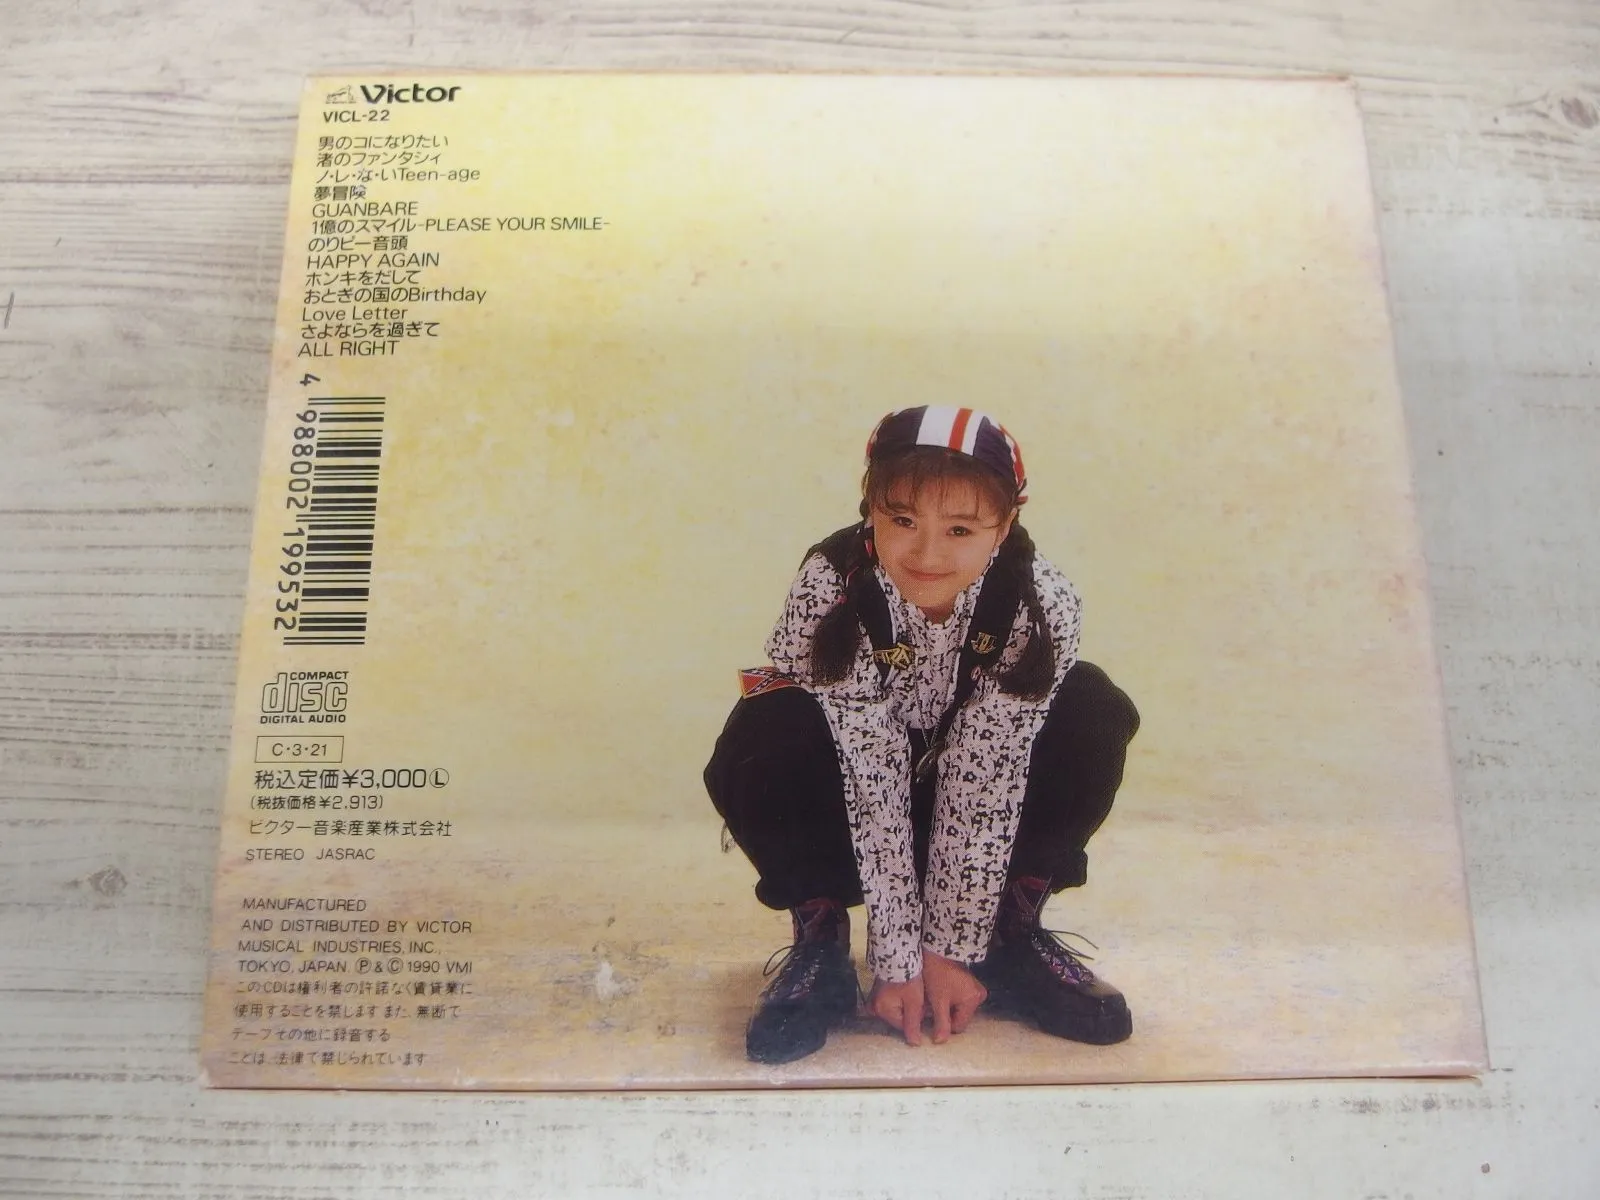 Victor
VICL-22
男のコになりたい
渚のファンタシィ
ノ・レ・な・いTeen-age
夢冒険
GUANBARE
1億のスマイル-PLEASE YOUR SMILE-
のりピー音頭
HAPPY AGAIN
ホンキをだして
おとぎの国のBirthday
Love Letter
さよならを過ぎて
ALL RIGHT
4 988002 199532
COMPACT
disc
DIGITAL AUDIO
C・3・21
税込定価¥3,000Ⓛ
(税抜価格¥2,913)
ビクター音楽産業株式会社
STEREO JASRAC
MANUFACTURED
AND DISTRIBUTED BY VICTOR
MUSICAL INDUSTRIES, INC.,
TOKYO, JAPAN Ⓟ & Ⓒ 1990 VMI
このCDは権利者の許諾なく賃貸業に
使用することを禁じます また、無断で
テープその他に録音する
ことは、法律で禁じられています